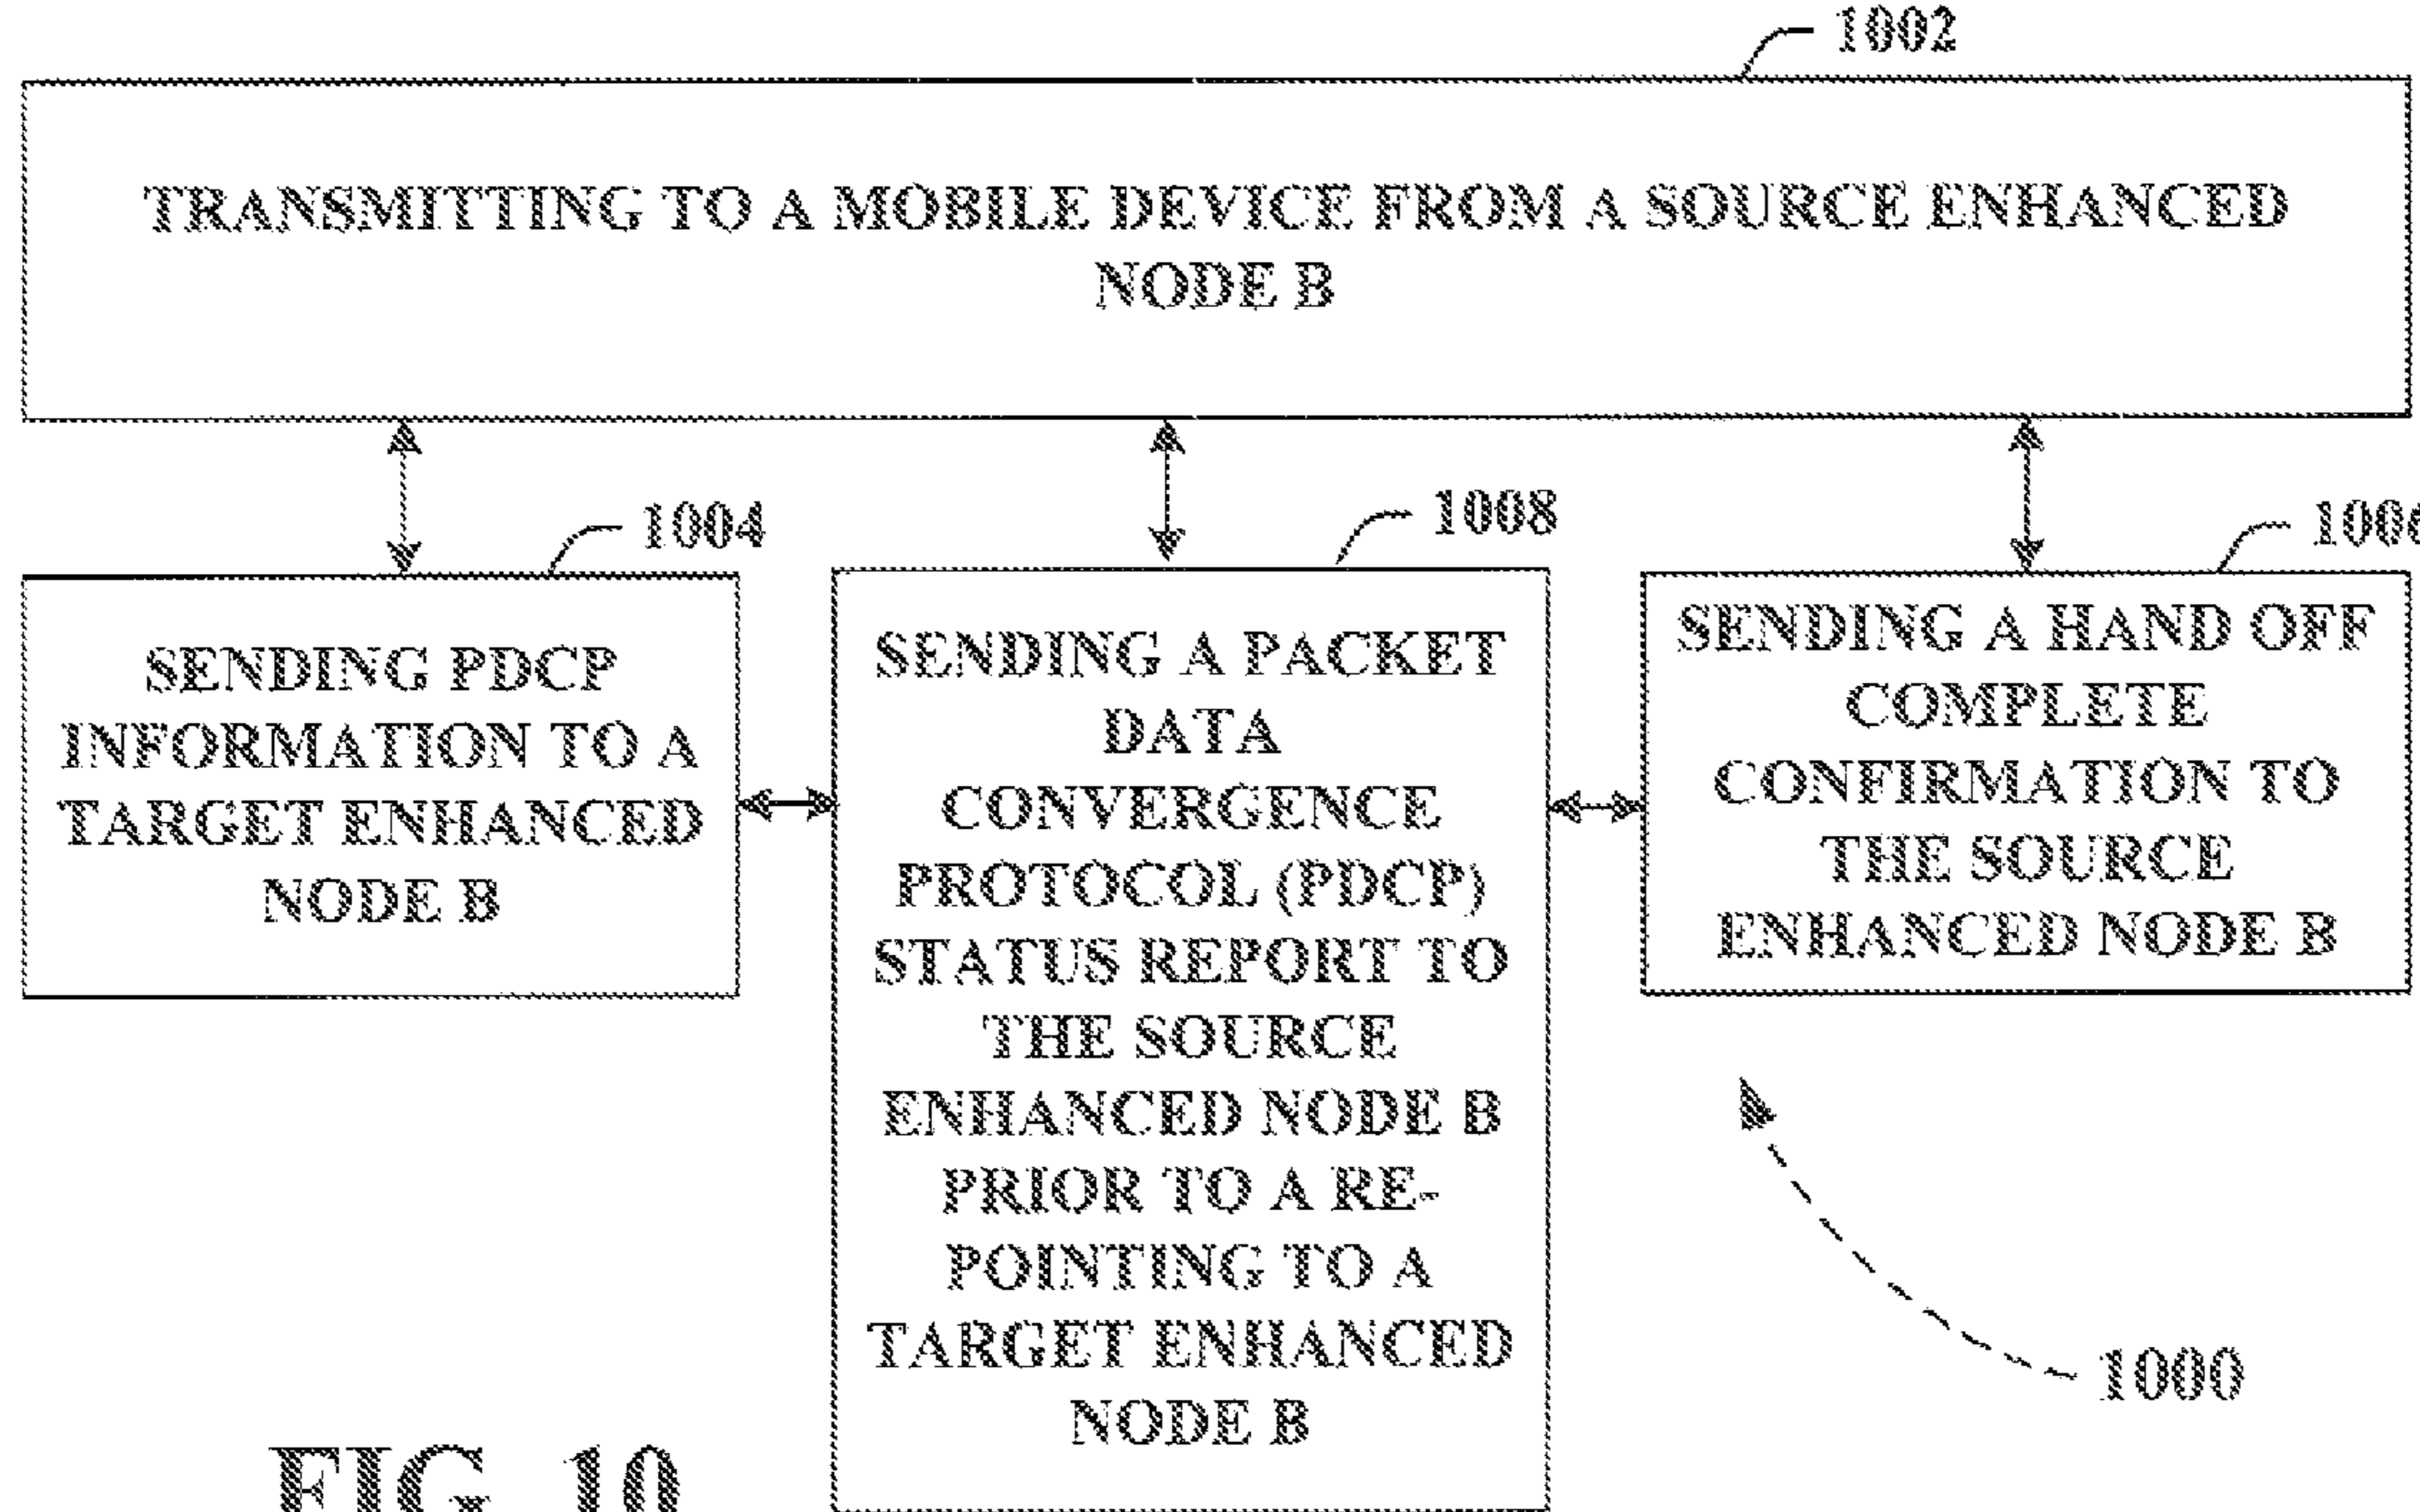 1002
TRANSMITTING TO A MOBILE DEVICE FROM A SOURCE ENHANCED
NODE B
1004
SENDING PDCP
INFORMATION TO A
TARGET ENHANCED
NODE B
1008
SENDING A PACKET
DATA
CONVERGENCE
PROTOCOL (PDCP)
STATUS REPORT TO
THE SOURCE
ENHANCED NODE B
PRIOR TO A RE-
POINTING TO A
TARGET ENHANCED
NODE B
1006
SENDING A HAND OFF
COMPLETE
CONFIRMATION TO
THE SOURCE
ENHANCED NODE B
1000
FIG. 10